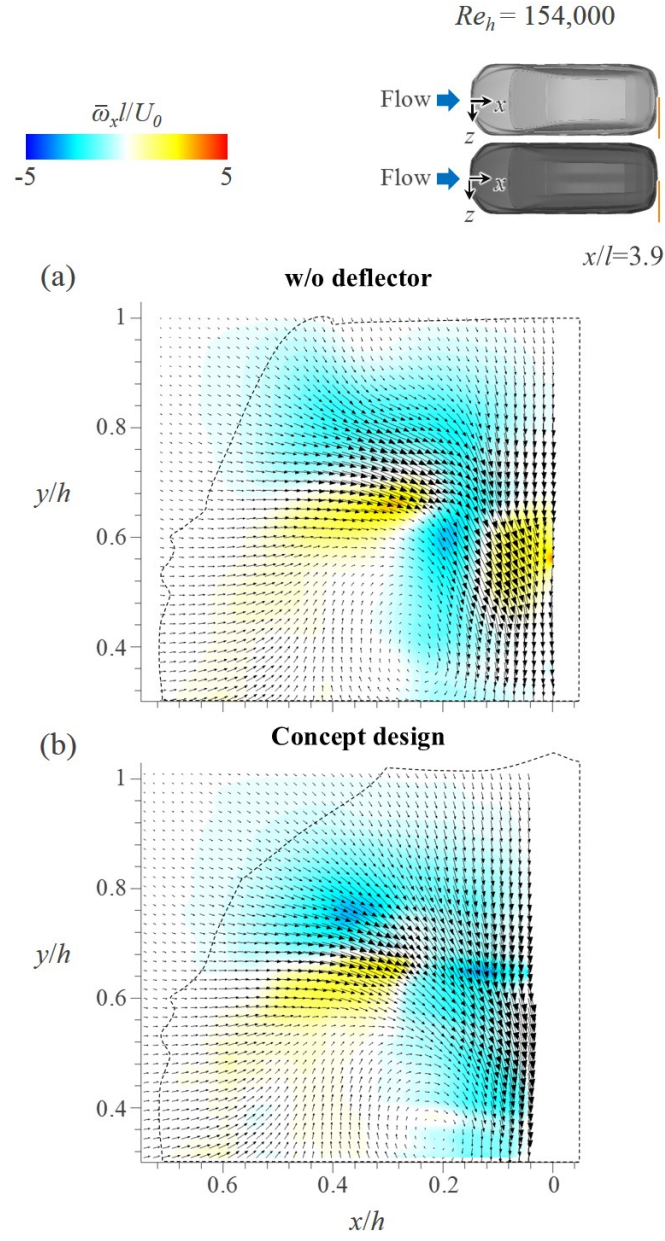 Re_h = 154,000
ω̅_x l/U_0
-5 5
Flow x
z
Flow x
z
x/l=3.9
(a)
w/o deflector
1
0.8
y/h
0.6
0.4
(b)
Concept design
1
0.8
y/h
0.6
0.4
0.6 0.4 0.2 0
x/h